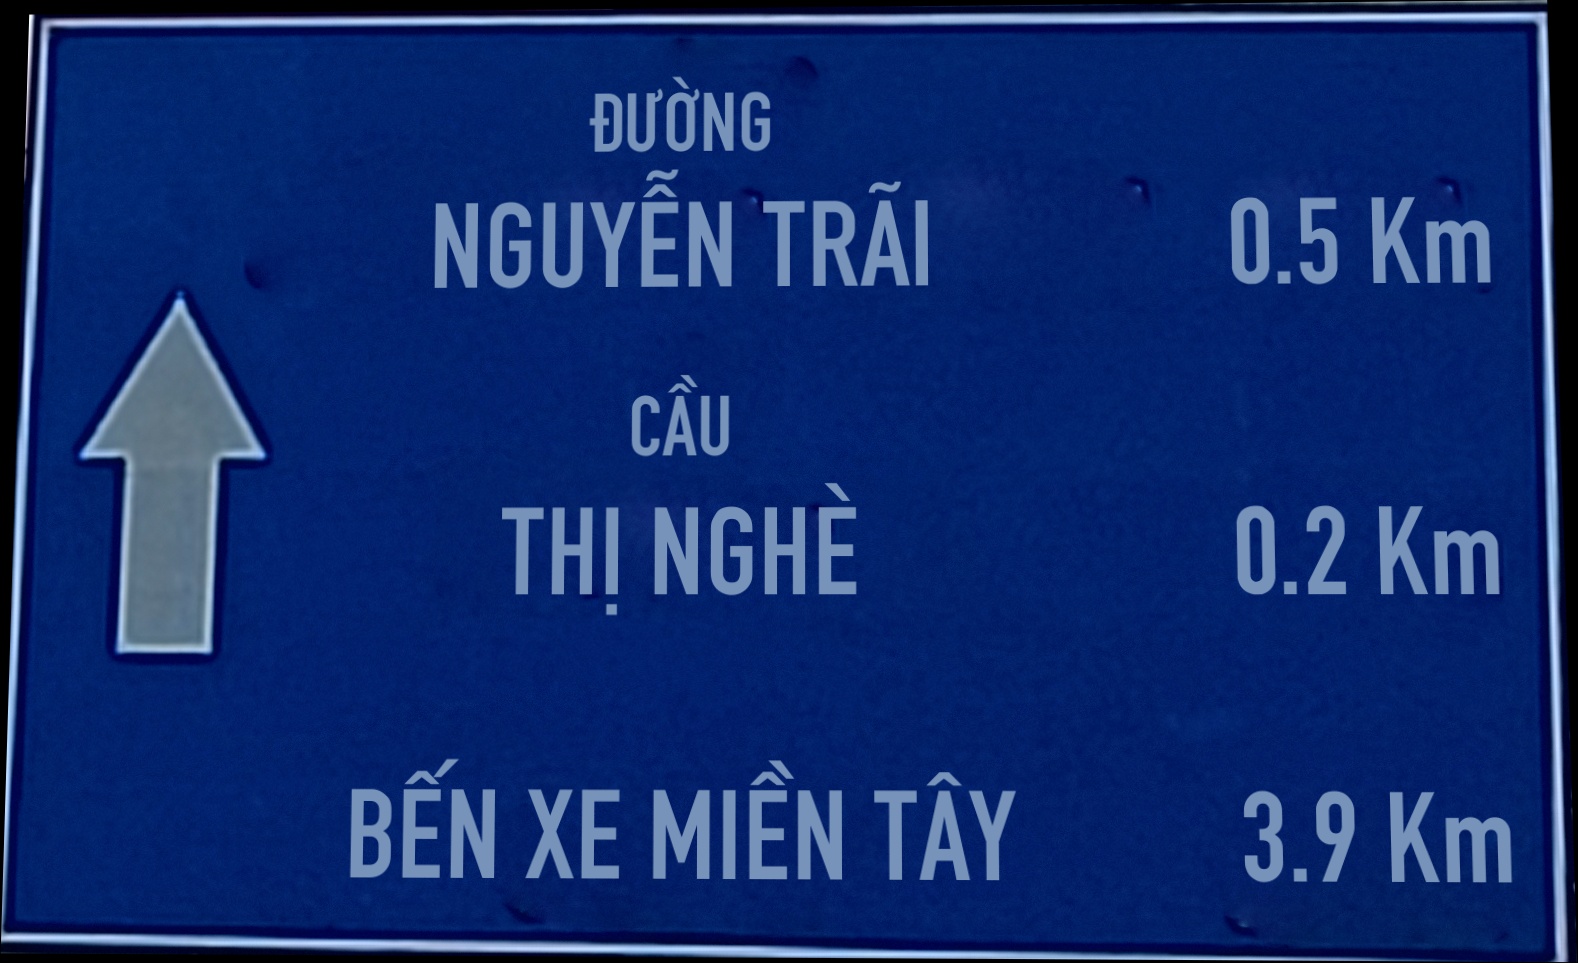 ĐƯỜNG
NGUYỄN TRÃI 0.5 Km
CẦU
THỊ NGHÈ 0.2 Km
BẾN XE MIỀN TÂY 3.9 Km